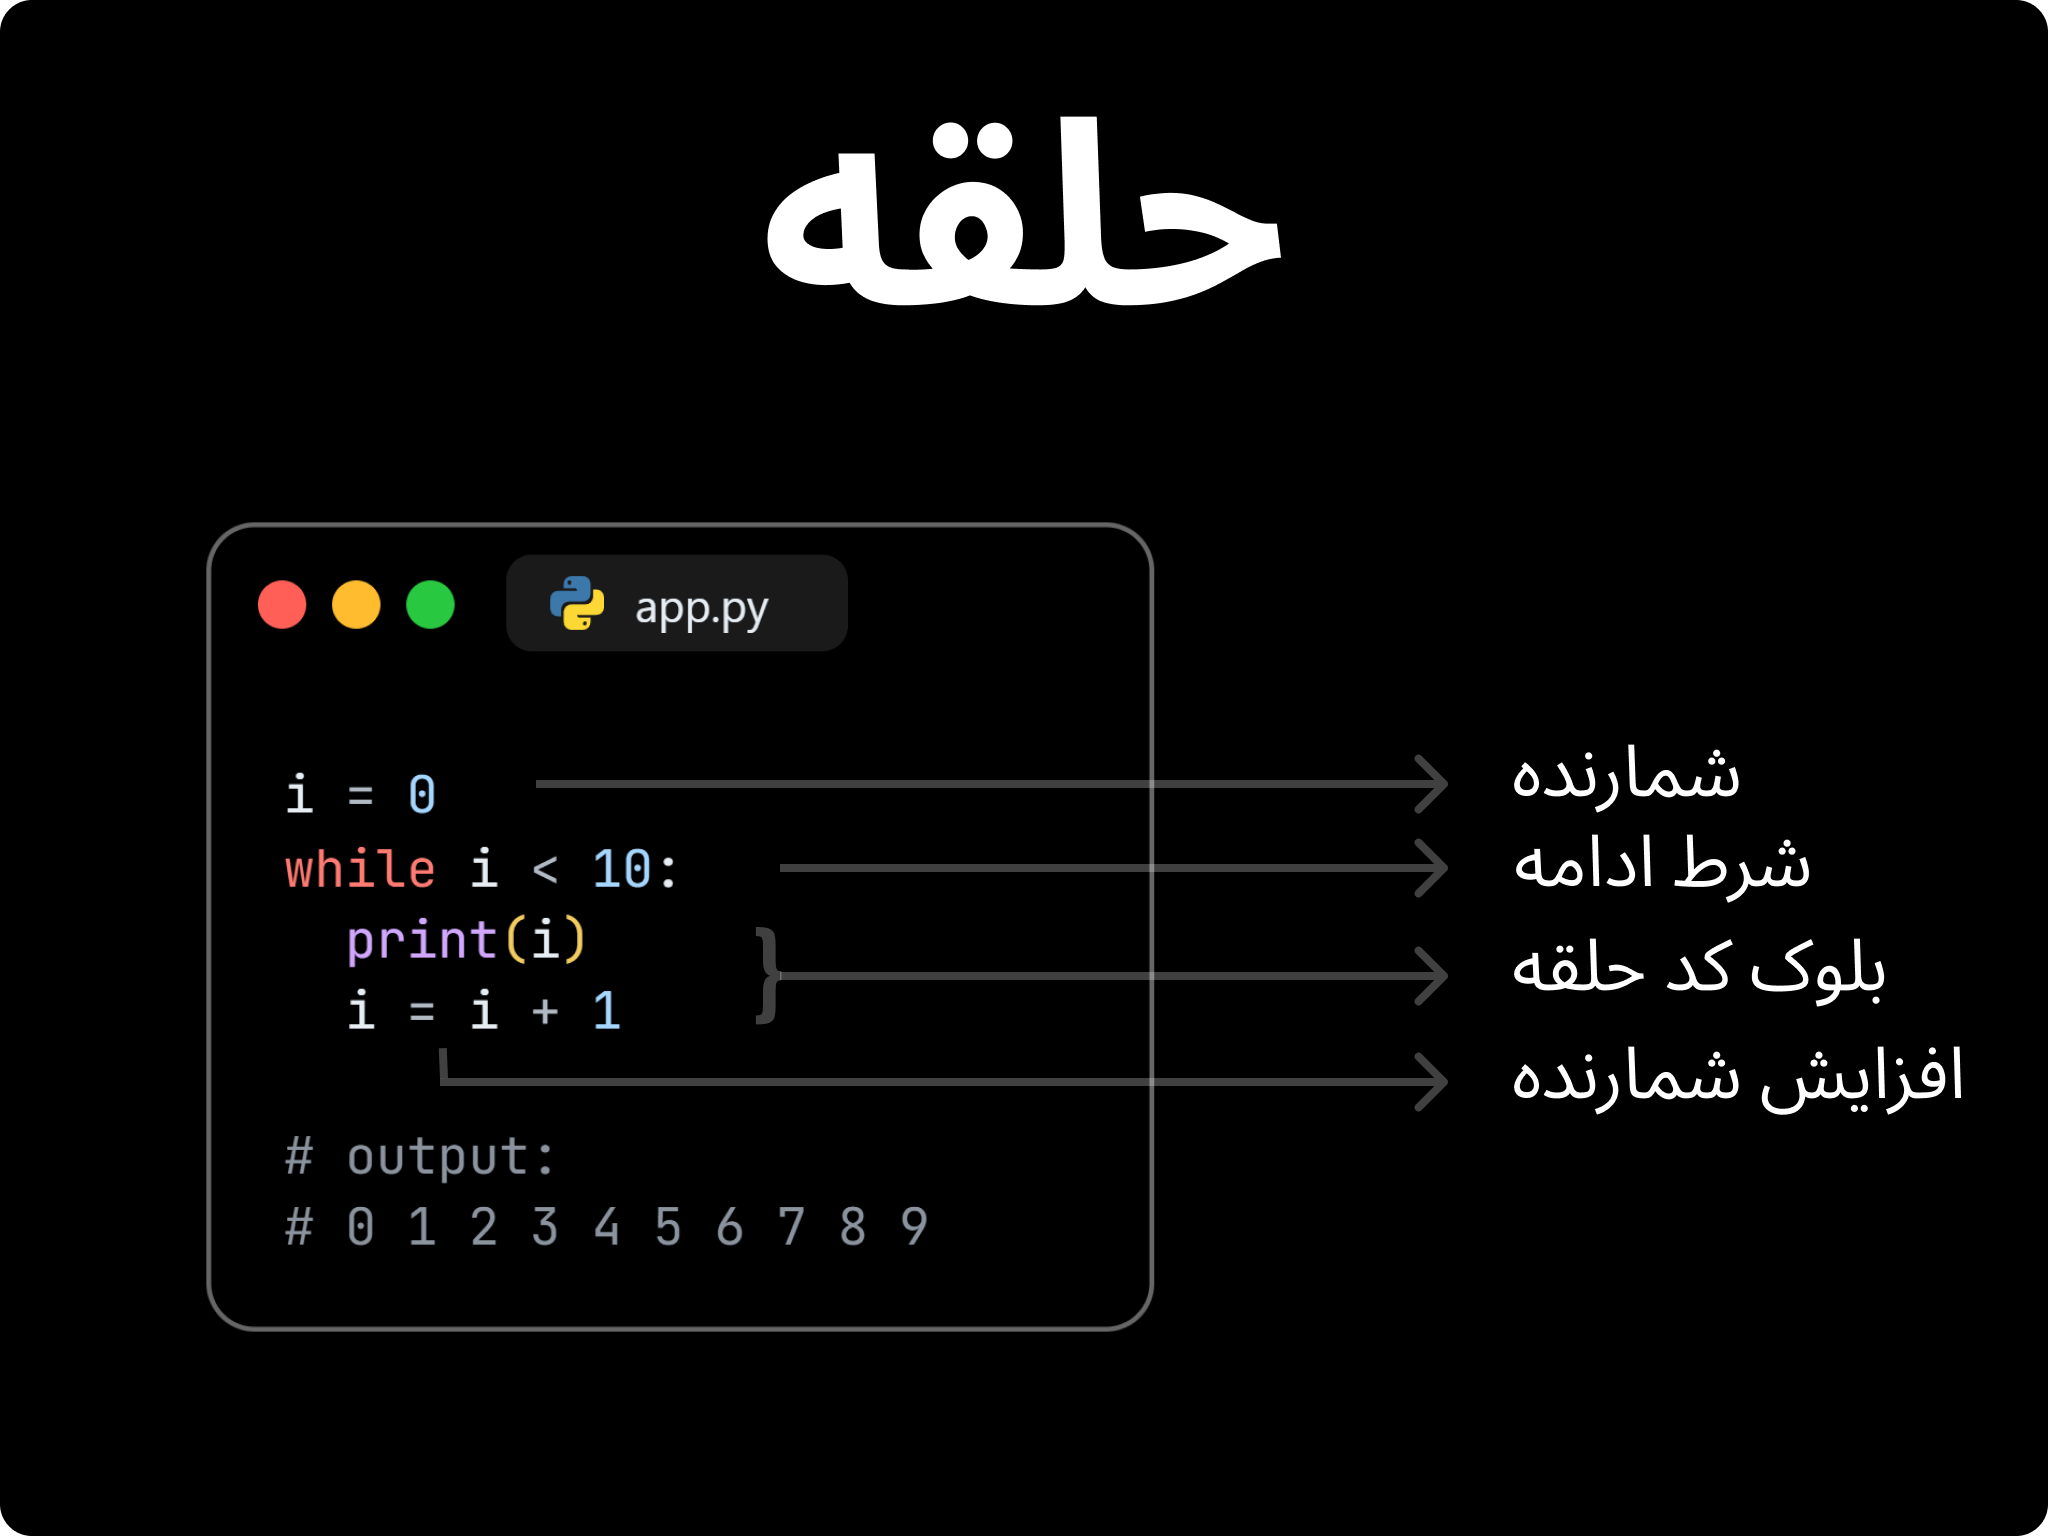 حلقه
app.py
i = 0
شمارنده
while i < 10:
شرط ادامه
print(i)
i = i + 1
}
بلوک کد حلقه
افزایش شمارنده
# output:
# 0 1 2 3 4 5 6 7 8 9